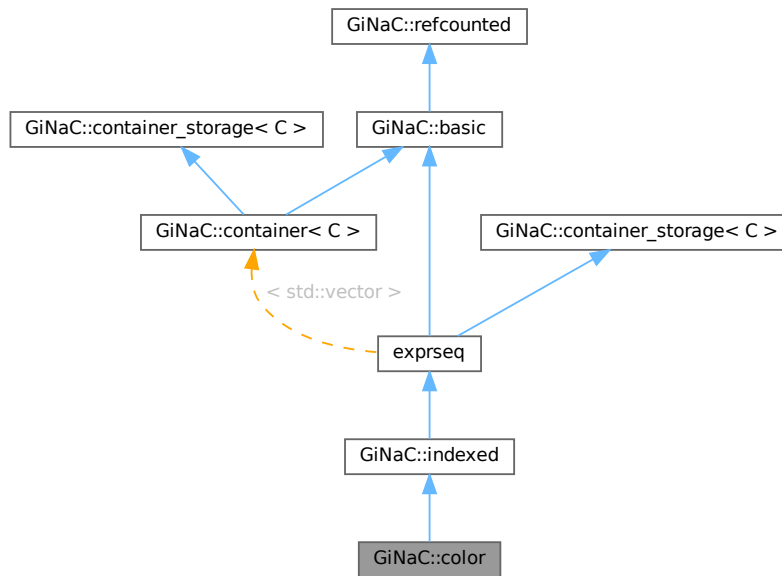 GiNaC::refcounted
GiNaC::container_storage< C >
GiNaC::basic
GiNaC::container< C >
GiNaC::container_storage< C >
< std::vector >
exprseq
GiNaC::indexed
GiNaC::color